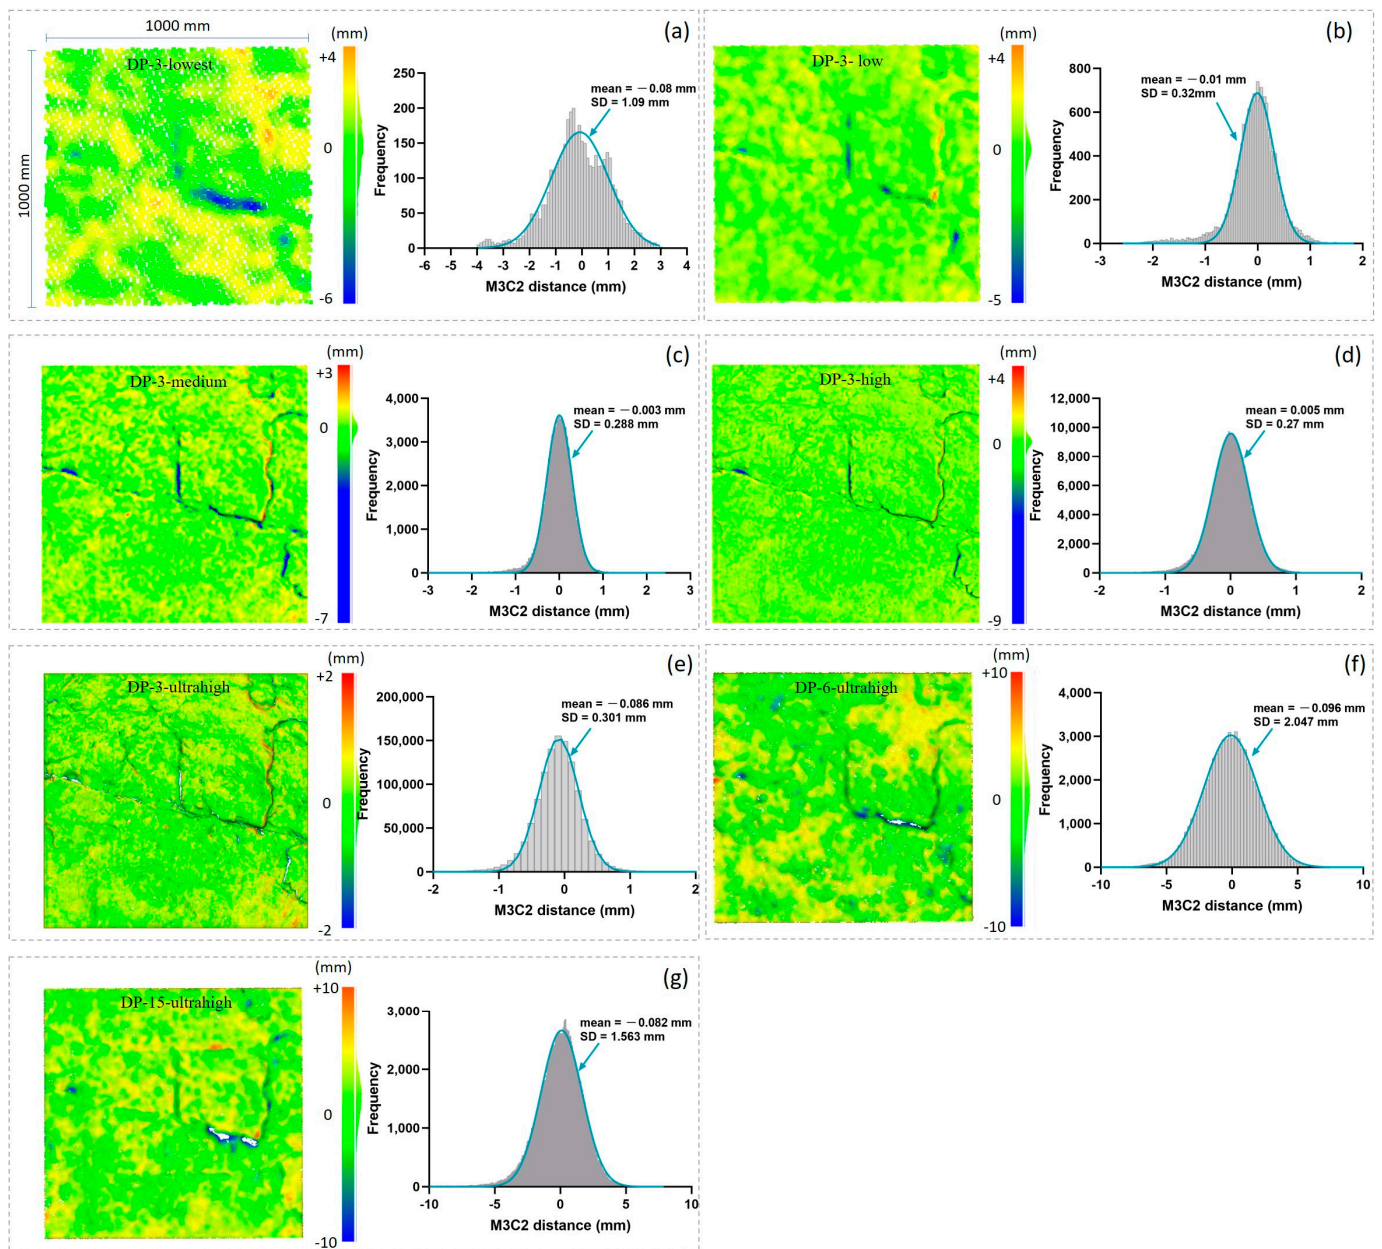 1000 mm
1000 mm
DP-3-lowest
(mm)
+4
0
-6
(a)
250
200
150
100
50
0
Frequency
mean = －0.08 mm
SD = 1.09 mm
-6 -5 -4 -3 -2 -1 0 1 2 3 4
M3C2 distance (mm)
DP-3- low
(mm)
+4
0
-5
(b)
800
600
400
200
0
Frequency
mean = －0.01 mm
SD = 0.32mm
-3 -2 -1 0 1 2
M3C2 distance (mm)
DP-3-medium
(mm)
+3
0
-7
(c)
4,000
3,000
2,000
1,000
0
Frequency
mean = －0.003 mm
SD = 0.288 mm
-3 -2 -1 0 1 2 3
M3C2 distance (mm)
DP-3-high
(mm)
+4
0
-9
(d)
12,000
10,000
8,000
6,000
4,000
2,000
0
Frequency
mean = 0.005 mm
SD = 0.27 mm
-2 -1 0 1 2
M3C2 distance (mm)
DP-3-ultrahigh
(mm)
+2
0
-2
(e)
200,000
150,000
100,000
50,000
0
Frequency
mean = －0.086 mm
SD = 0.301 mm
-2 -1 0 1 2
M3C2 distance (mm)
DP-6-ultrahigh
(mm)
+10
0
-10
(f)
4,000
3,000
2,000
1,000
0
Frequency
mean = －0.096 mm
SD = 2.047 mm
-10 -5 0 5 10
M3C2 distance (mm)
DP-15-ultrahigh
(mm)
+10
0
-10
(g)
3,000
2,000
1,000
0
Frequency
mean = －0.082 mm
SD = 1.563 mm
-10 -5 0 5 10
M3C2 distance (mm)